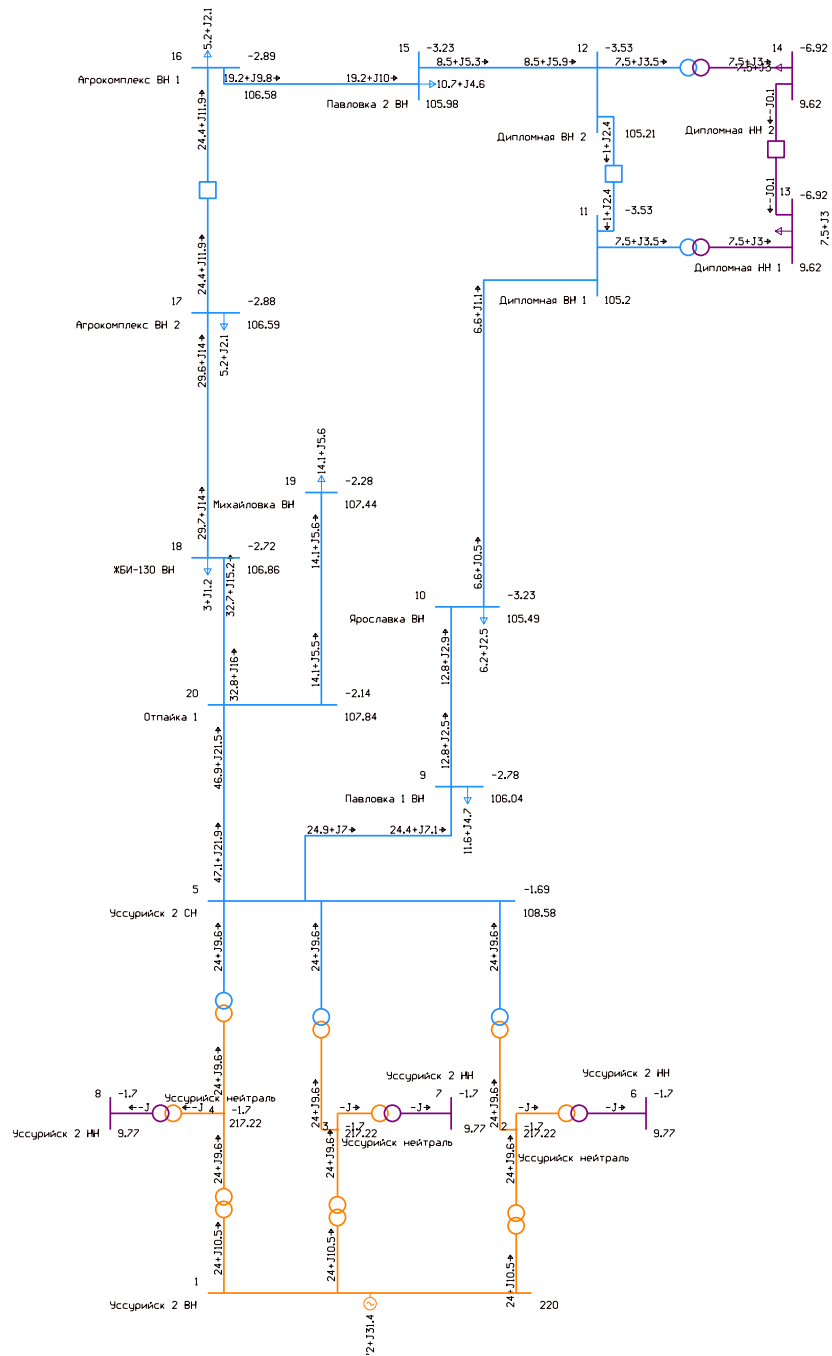 5.2+J2.1
16
-2.89
Агрокомплекс ВН 1
19.2+J9.8
106.58
19.2+J10
15
-3.23
Павловка 2 ВН
105.98
10.7+J4.6
8.5+J5.3
8.5+J5.9
12
-3.53
Дипломная ВН 2
105.21
7.5+J3.5
7.5+J3
14
-6.92
Дипломная НН 2
9.62
-J0.1
-J0.1
13
-6.92
7.5+J3
Дипломная НН 1
9.62
-1+J2.4
-1+J2.4
11
-3.53
7.5+J3.5
7.5+J3
Дипломная ВН 1
105.2
6.6+J1.1
6.6+J0.5
24.4+J11.9
24.4+J11.9
17
-2.88
Агрокомплекс ВН 2
106.59
5.2+J2.1
29.6+J14
29.7+J14
14.1+J5.6
19
-2.28
Михайловка ВН
107.44
14.1+J5.6
14.1+J5.5
18
-2.72
ЖБИ-130 ВН
106.86
3+J1.2
32.7+J15.2
32.8+J16
10
-3.23
Ярославка ВН
105.49
6.2+J2.5
12.8+J2.9
12.8+J2.5
20
-2.14
Отпайка 1
107.84
46.9+J21.5
47.1+J21.9
9
-2.78
Павловка 1 ВН
106.04
11.6+J4.7
24.9+J7
24.4+J7.1
5
-1.69
Уссурийск 2 СН
108.58
24+J9.6
24+J9.6
24+J9.6
24+J9.6
24+J9.6
24+J9.6
8
-1.7
Уссурийск 2 НН
9.77
-J
-J
Уссурийск нейтраль
4
-1.7
217.22
Уссурийск 2 НН
7
-1.7
9.77
-J
-J
3
-1.7
217.22
Уссурийск нейтраль
Уссурийск 2 НН
6
-1.7
9.77
-J
-J
2
-1.7
217.22
Уссурийск нейтраль
24+J9.6
24+J9.6
24+J9.6
24+J10.5
24+J10.5
24+J10.5
1
Уссурийск 2 ВН
220
72+J31.4